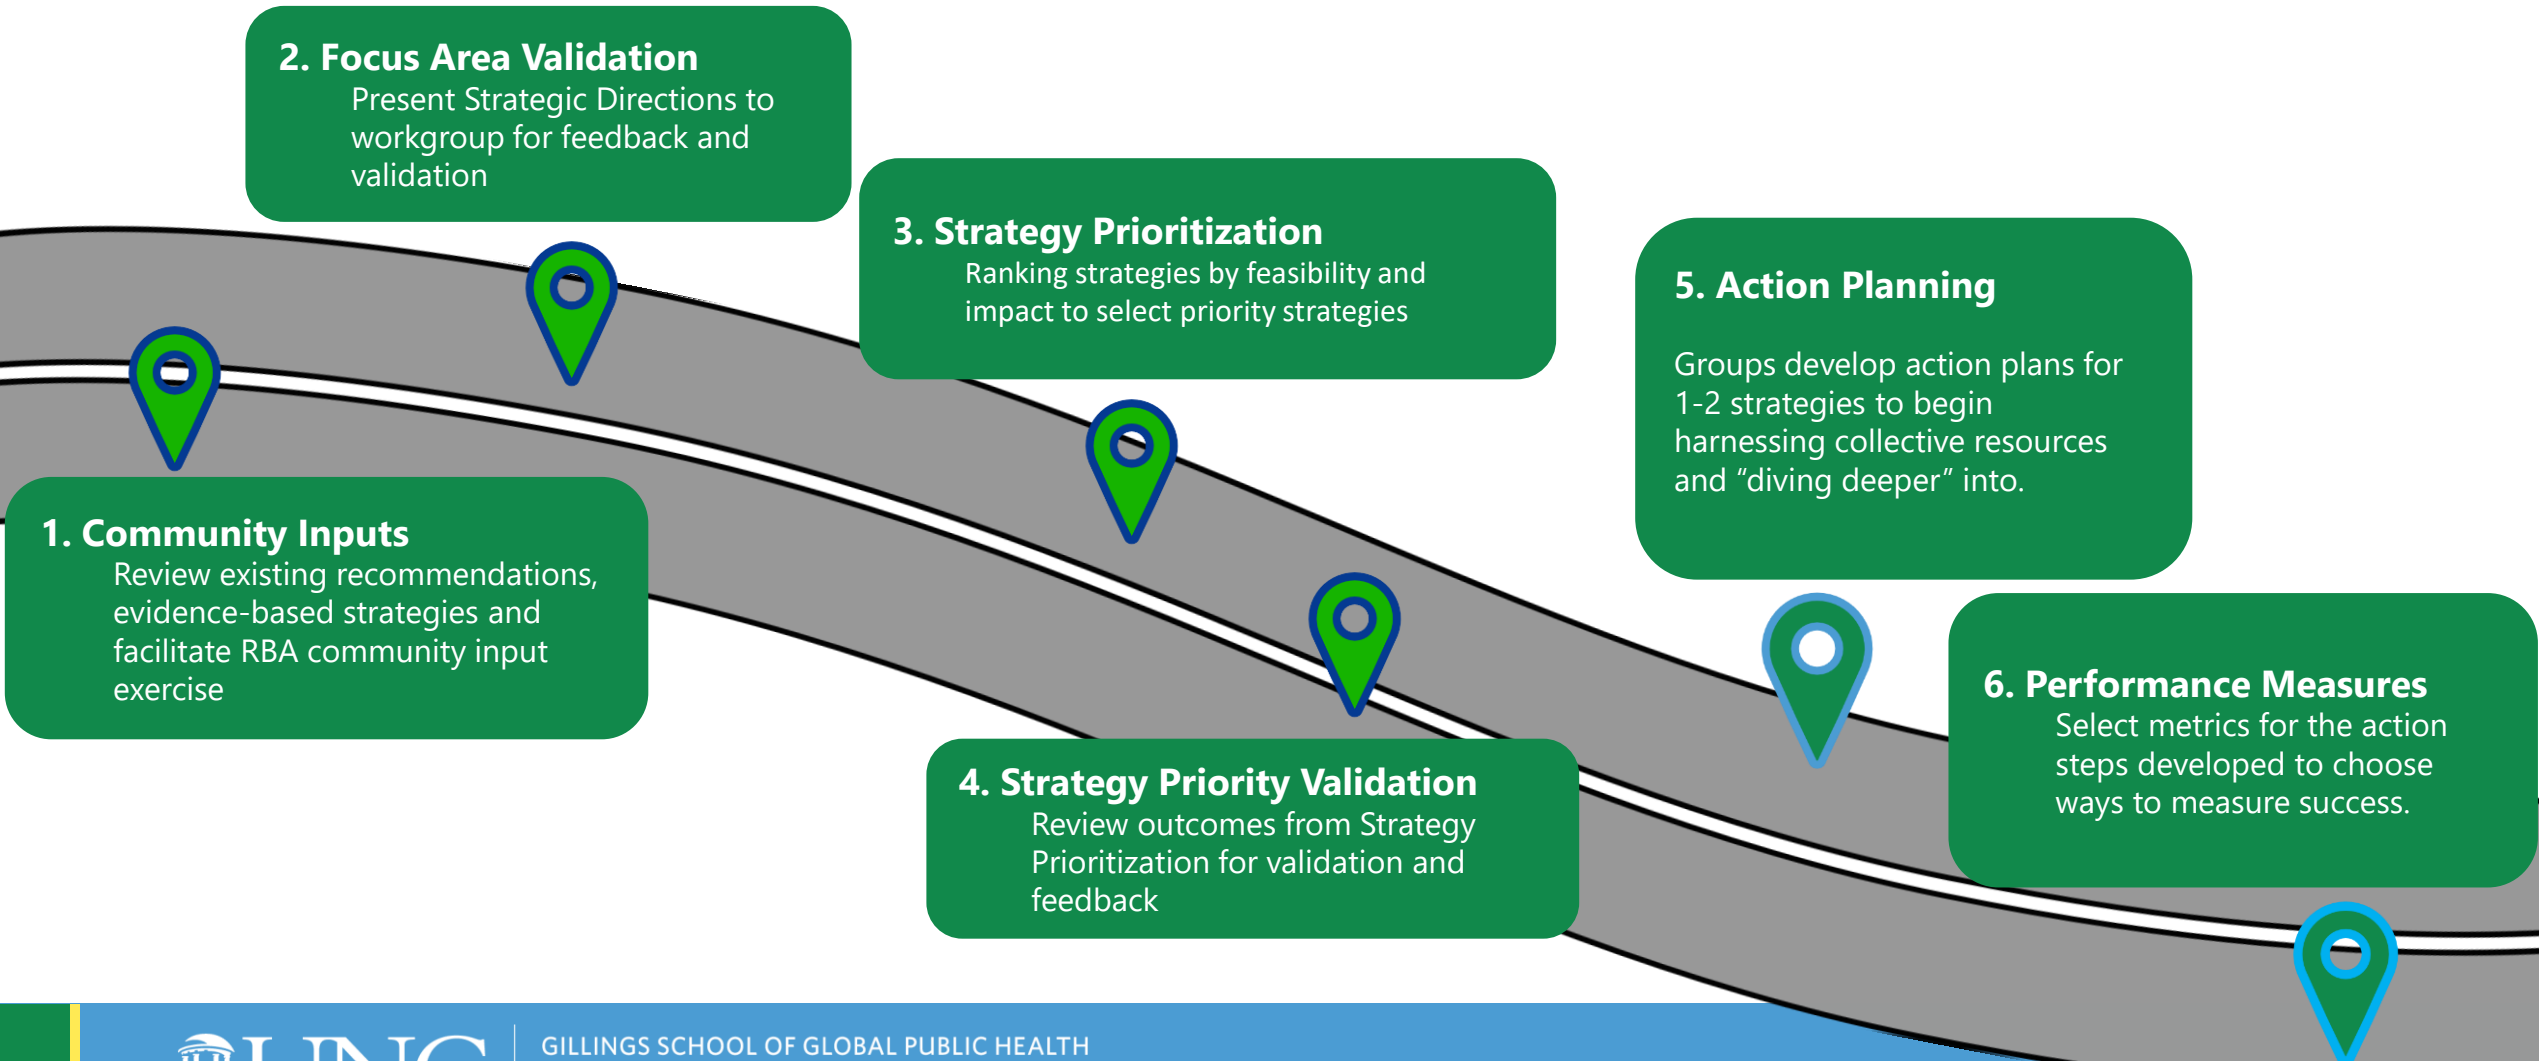 2. Focus Area Validation
Present Strategic Directions to
workgroup for feedback and
validation
3. Strategy Prioritization
Ranking strategies by feasibility and
impact to select priority strategies
5. Action Planning
Groups develop action plans for
1-2 strategies to begin
harnessing collective resources
and “diving deeper” into.
1. Community Inputs
Review existing recommendations,
evidence-based strategies and
facilitate RBA community input
exercise
6. Performance Measures
Select metrics for the action
steps developed to choose
ways to measure success.
4. Strategy Priority Validation
Review outcomes from Strategy
Prioritization for validation and
feedback
UNC
GILLINGS SCHOOL OF GLOBAL PUBLIC HEALTH